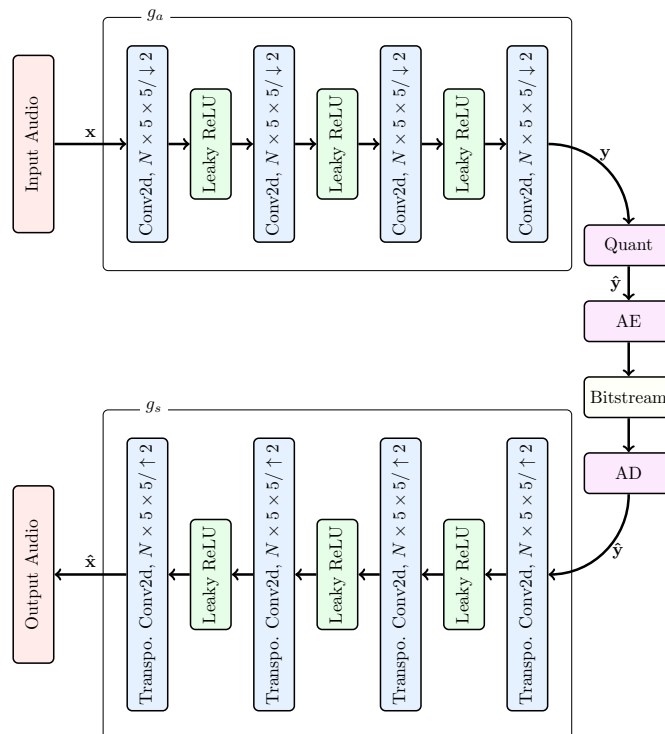 g_a
Input Audio
x
Conv2d, N × 5 × 5/ ↓ 2
Leaky ReLU
Conv2d, N × 5 × 5/ ↓ 2
Leaky ReLU
Conv2d, N × 5 × 5/ ↓ 2
Leaky ReLU
Conv2d, N × 5 × 5/ ↓ 2
y
Quant
ŷ
AE
Bitstream
AD
ŷ
g_s
Transpo. Conv2d, N × 5 × 5/ ↑ 2
Leaky ReLU
Transpo. Conv2d, N × 5 × 5/ ↑ 2
Leaky ReLU
Transpo. Conv2d, N × 5 × 5/ ↑ 2
Leaky ReLU
Transpo. Conv2d, N × 5 × 5/ ↑ 2
x̂
Output Audio